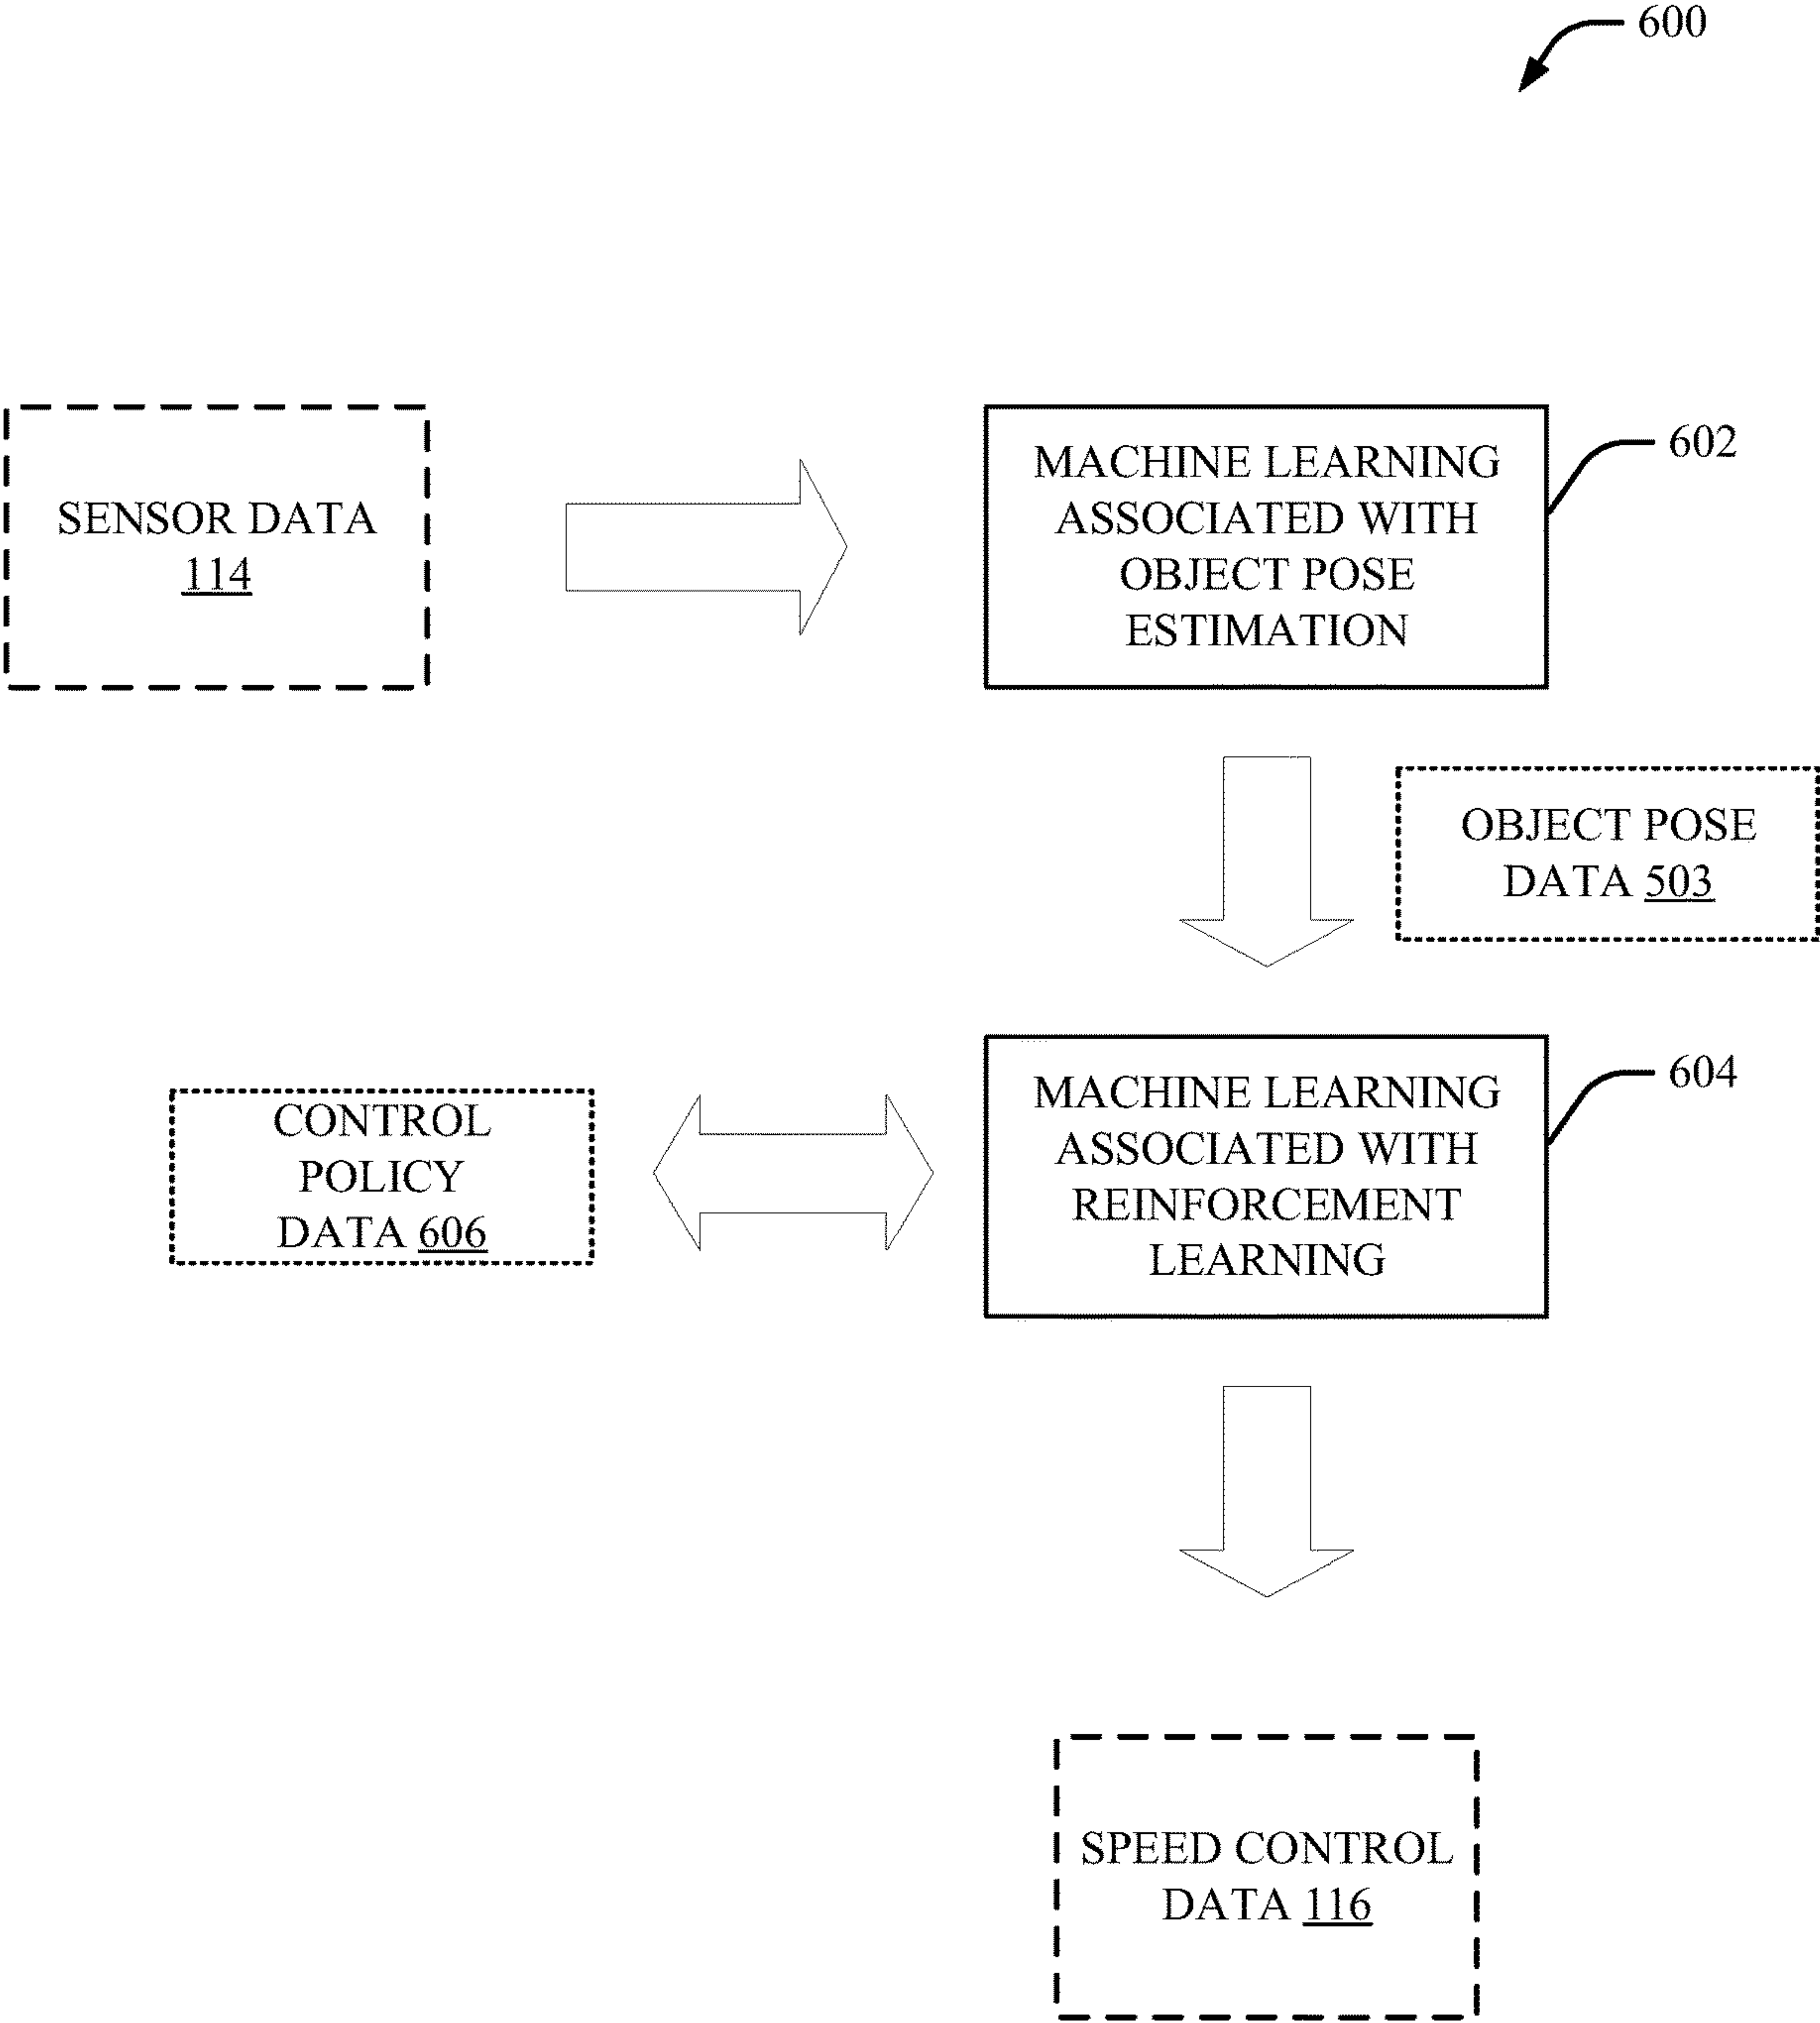 600
SENSOR DATA
114
MACHINE LEARNING
ASSOCIATED WITH
OBJECT POSE
ESTIMATION
602
OBJECT POSE
DATA 503
CONTROL
POLICY
DATA 606
MACHINE LEARNING
ASSOCIATED WITH
REINFORCEMENT
LEARNING
604
SPEED CONTROL
DATA 116